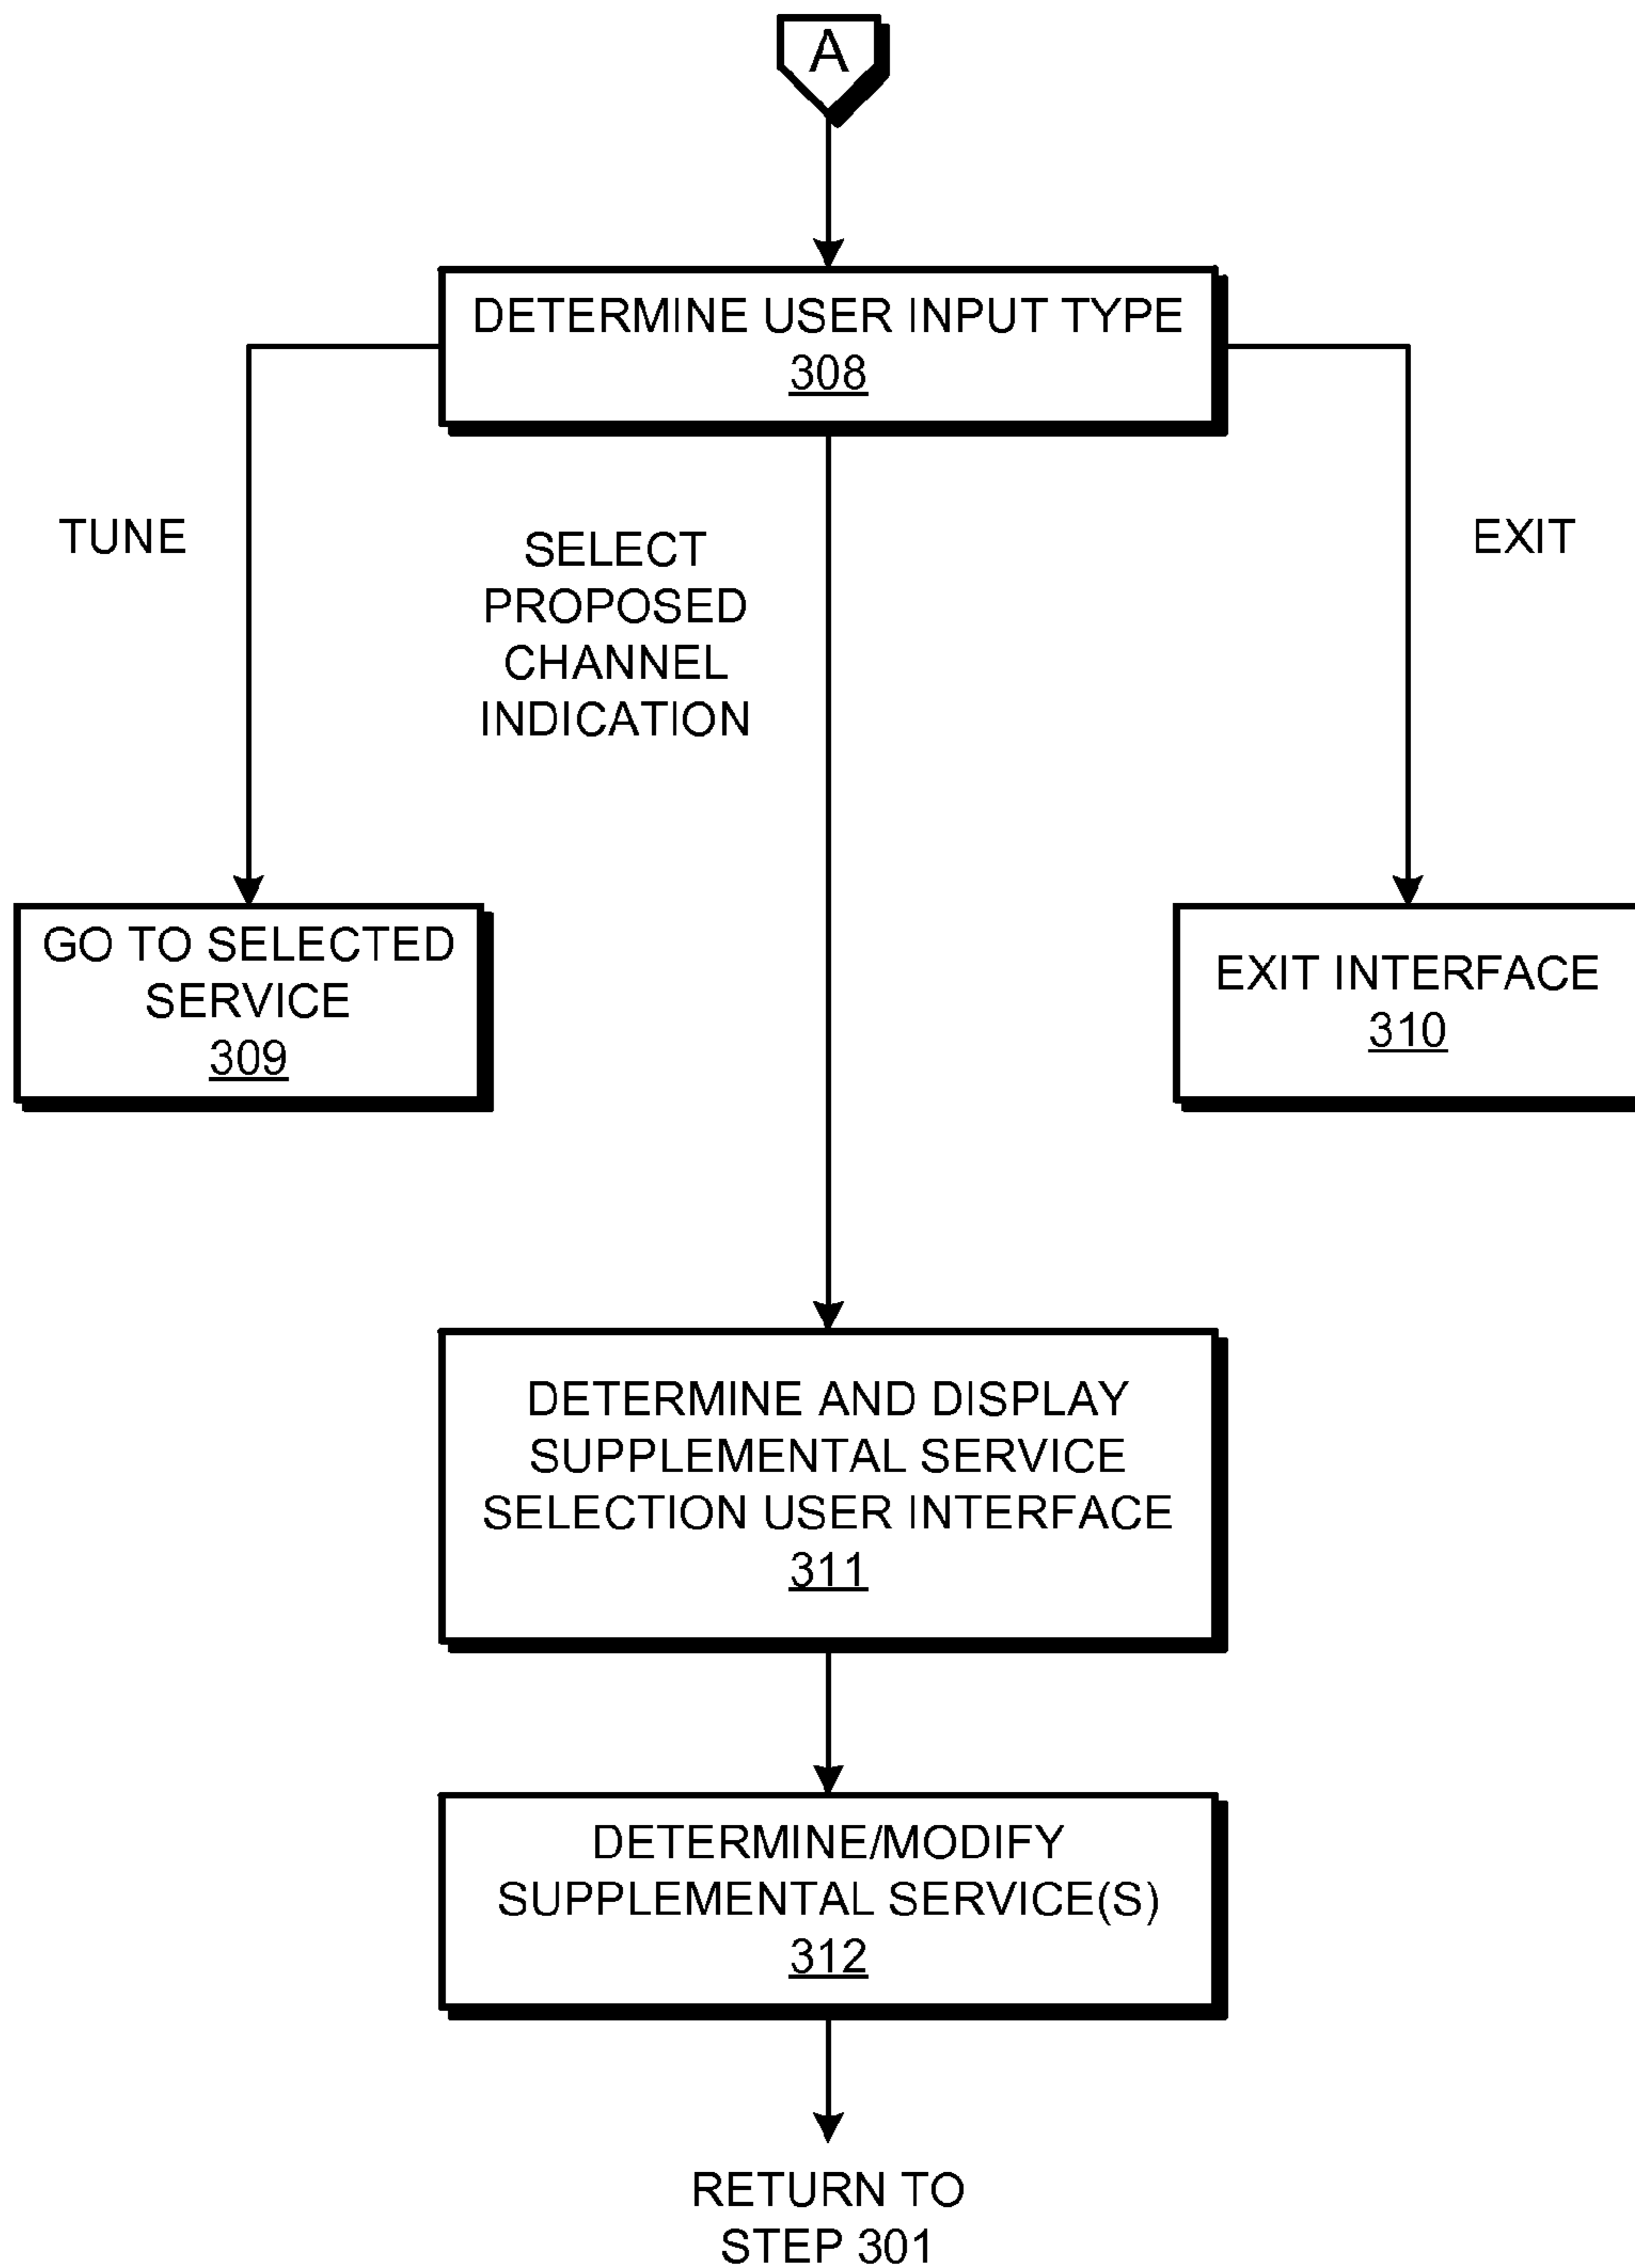 A
DETERMINE USER INPUT TYPE
308
TUNE
SELECT
PROPOSED
CHANNEL
INDICATION
EXIT
GO TO SELECTED
SERVICE
309
EXIT INTERFACE
310
DETERMINE AND DISPLAY
SUPPLEMENTAL SERVICE
SELECTION USER INTERFACE
311
DETERMINE/MODIFY
SUPPLEMENTAL SERVICE(S)
312
RETURN TO
STEP 301